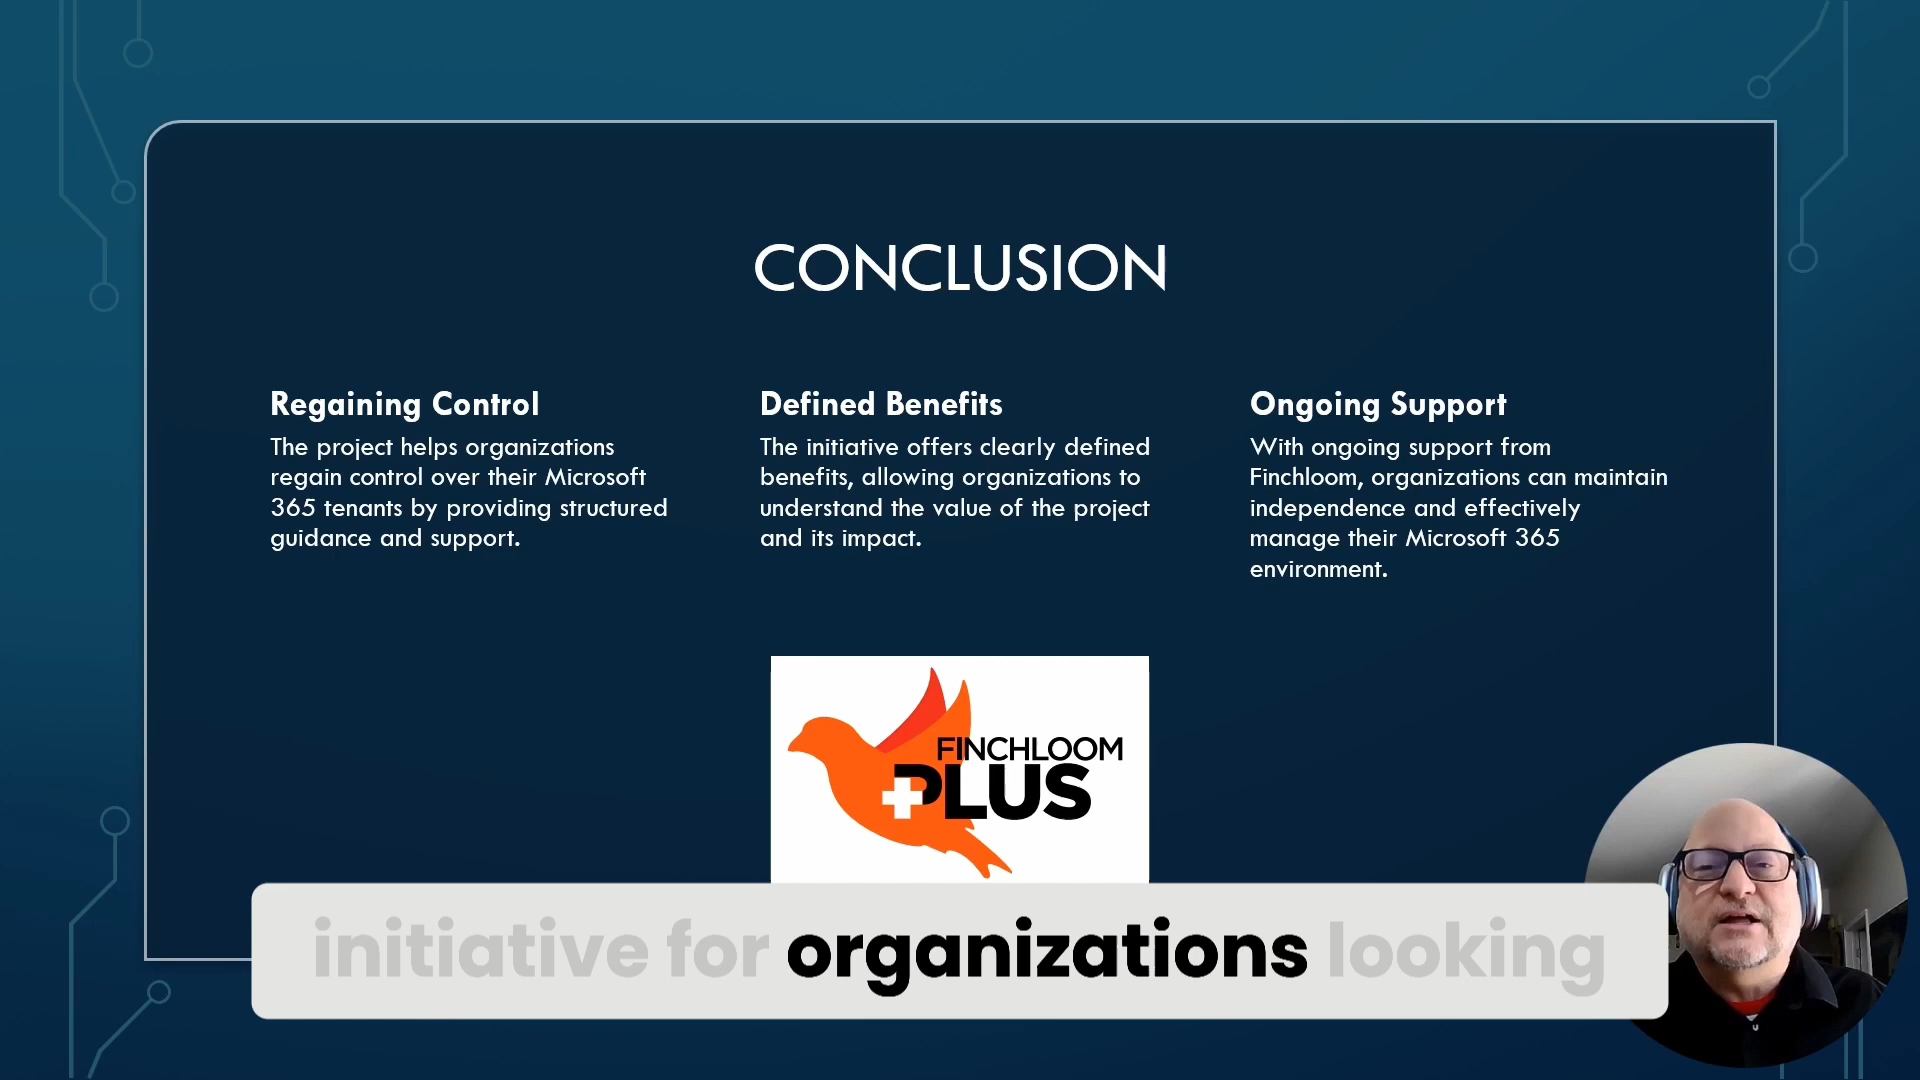 CONCLUSION
Regaining Control
The project helps organizations
regain control over their Microsoft
365 tenants by providing structured
guidance and support.
Defined Benefits
The initiative offers clearly defined
benefits, allowing organizations to
understand the value of the project
and its impact.
Ongoing Support
With ongoing support from
Finchloom, organizations can maintain
independence and effectively
manage their Microsoft 365
environment.
FINCHLOOM
PLUS
initiative for organizations looking